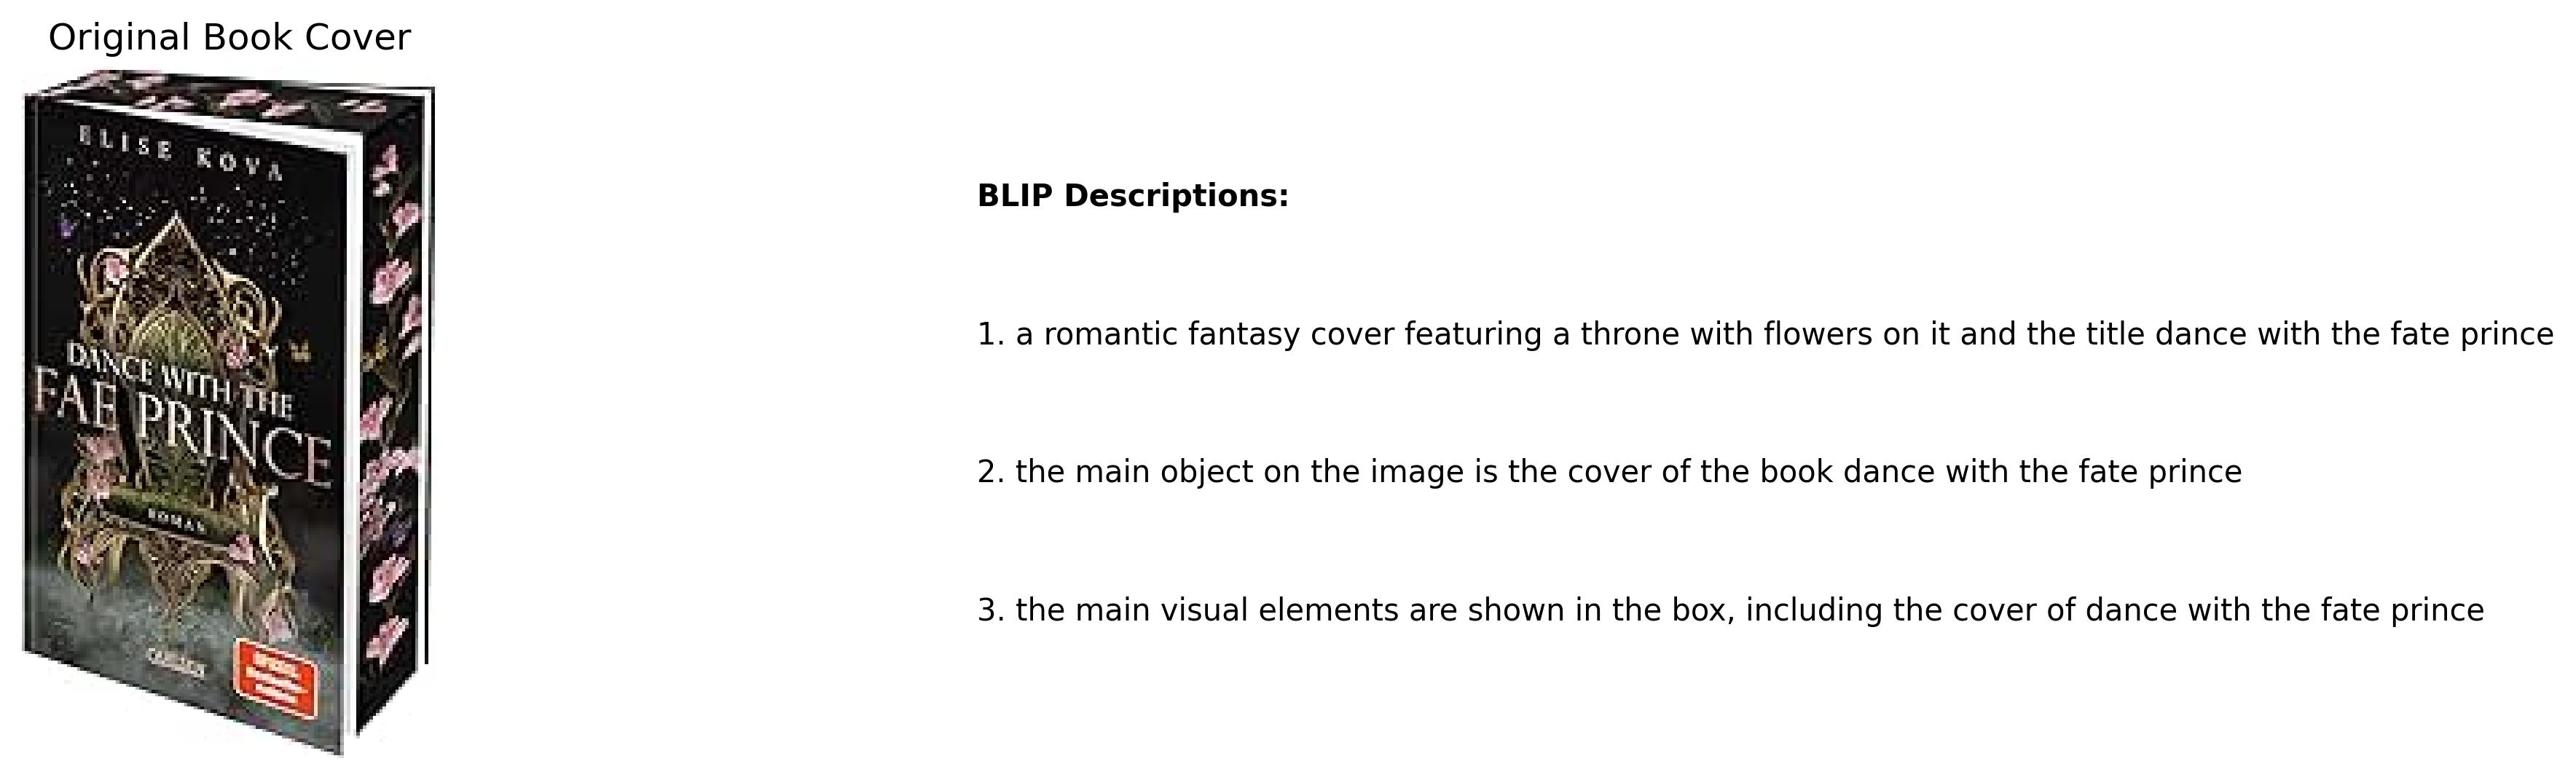 Original Book Cover
ELISE KOVA
DANCE WITH THE
FAE PRINCE
ROMAN
CARLSEN
BLIP Descriptions:
1. a romantic fantasy cover featuring a throne with flowers on it and the title dance with the fate prince
2. the main object on the image is the cover of the book dance with the fate prince
3. the main visual elements are shown in the box, including the cover of dance with the fate prince